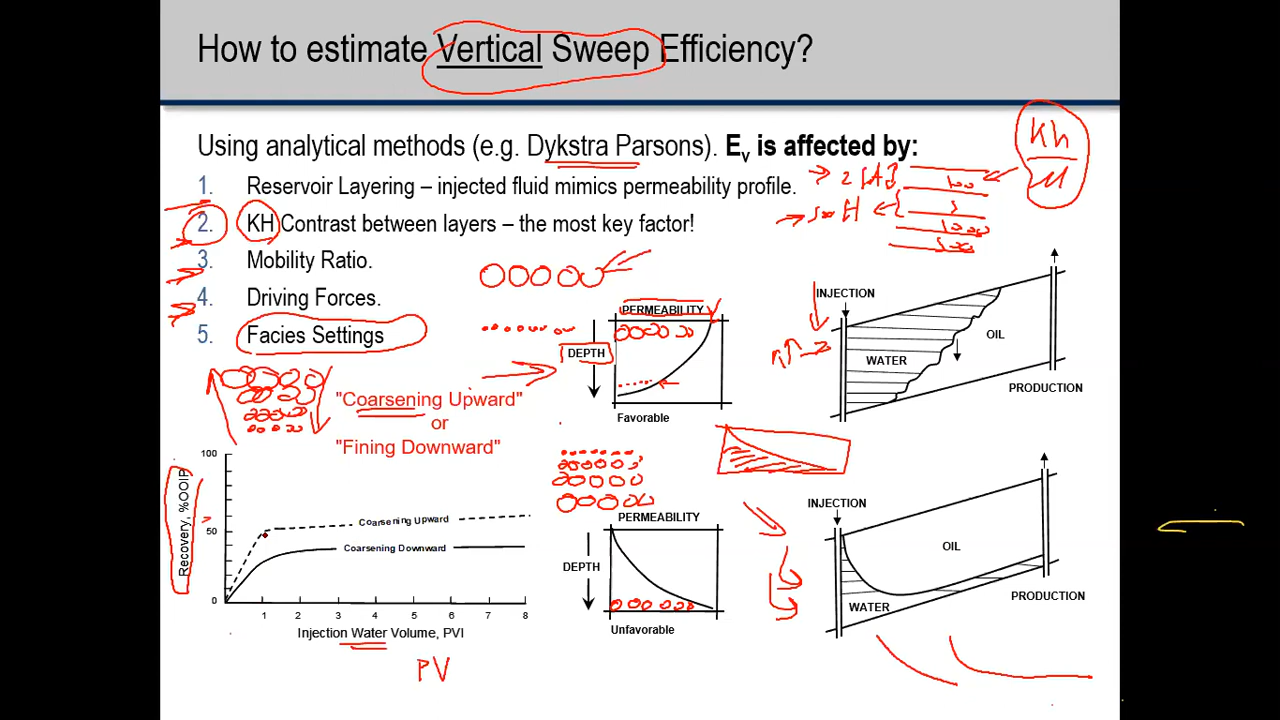 How to estimate Vertical Sweep Efficiency?
Using analytical methods (e.g. Dykstra Parsons). Ev is affected by:
1. Reservoir Layering – injected fluid mimics permeability profile.
2. KH Contrast between layers – the most key factor!
3. Mobility Ratio.
4. Driving Forces.
5. Facies Settings
Kh
100
5
1000
500
"Coarsening Upward"
or
"Fining Downward"
PERMEABILITY
DEPTH
Favorable
INJECTION
WATER
OIL
PRODUCTION
100
50
0
Recovery, %OOIP
Coarsening Upward
Coarsening Downward
1 2 3 4 5 6 7 8
Injection Water Volume, PVI
PV
PERMEABILITY
DEPTH
Unfavorable
INJECTION
OIL
WATER
PRODUCTION